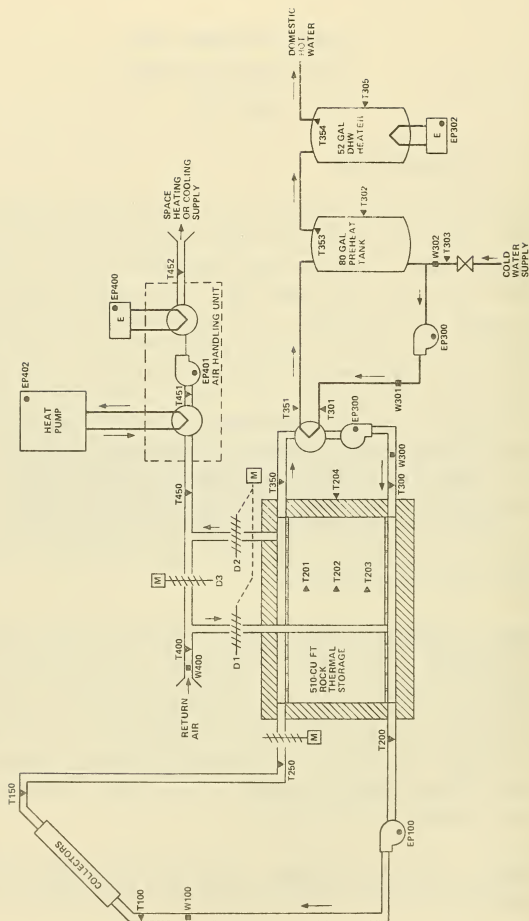 COLLECTORS
T150
T100
W100
EP100
T250
M
T200
510-CU FT
ROCK
THERMAL
STORAGE
T201
T202
T203
T204
RETURN
AIR
T400
W400
D1
D2
M
M
D3
T450
HEAT
PUMP
EP402
T451
EP401
AIR HANDLING UNIT
E
EP400
T452
SPACE
HEATING
OR COOLING
SUPPLY
T350
T351
T301
EP300
W300
T300
W301
EP300
T353
80 GAL
PREHEAT
TANK
T302
W302
T303
COLD
WATER
SUPPLY
T354
52 GAL
DHW
HEATER
T305
E
EP302
DOMESTIC
HOT
WATER